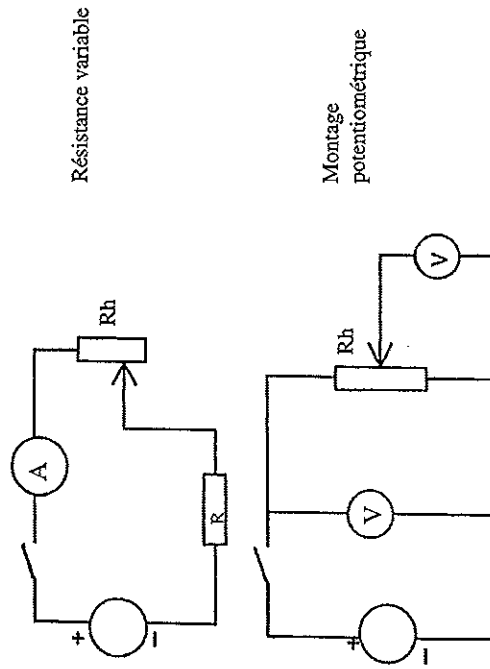 Résistance variable
Rh
A
R
+
−
Montage
potentiométrique
Rh
V
V
+
−